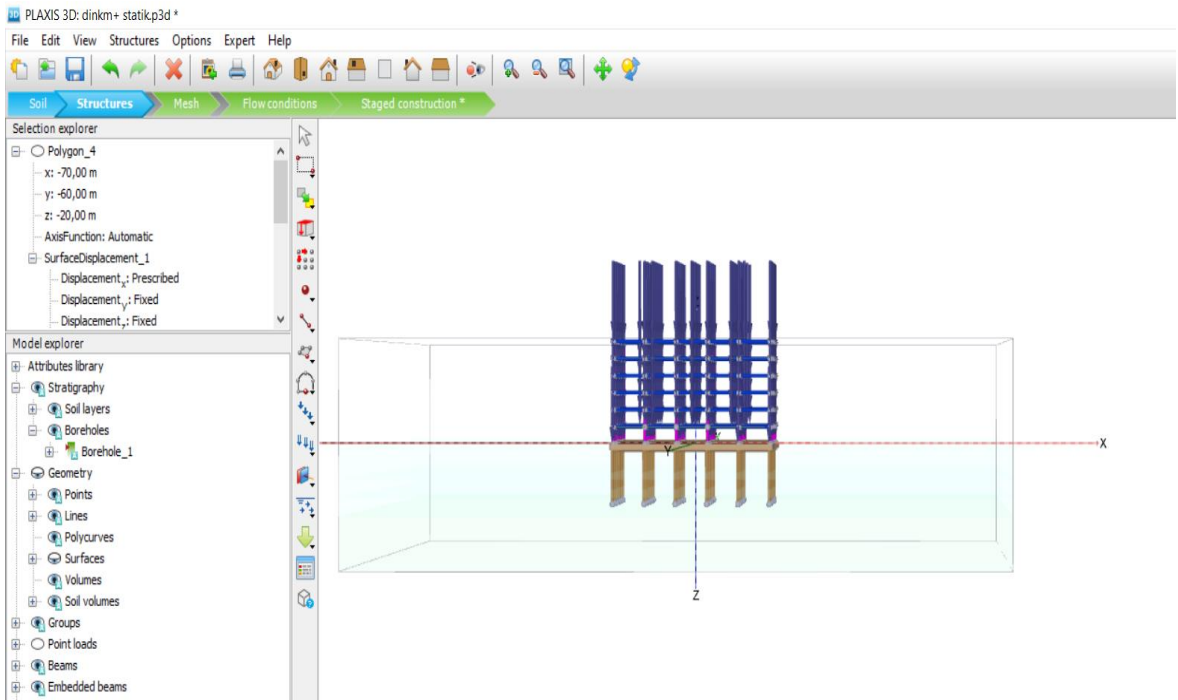 PLAXIS 3D: dinkm+ statik.p3d *
File Edit View Structures Options Expert Help
Soil Structures Mesh Flow conditions Staged construction *
Selection explorer
Polygon_4
x: -70,00 m
y: -60,00 m
z: -20,00 m
AxisFunction: Automatic
SurfaceDisplacement_1
Displacementx: Prescribed
Displacementy: Fixed
Displacementz: Fixed
Model explorer
Attributes library
Stratigraphy
Soil layers
Boreholes
Borehole_1
Geometry
Points
Lines
Polycurves
Surfaces
Volumes
Soil volumes
Groups
Point loads
Beams
Embedded beams
X
Y
Z